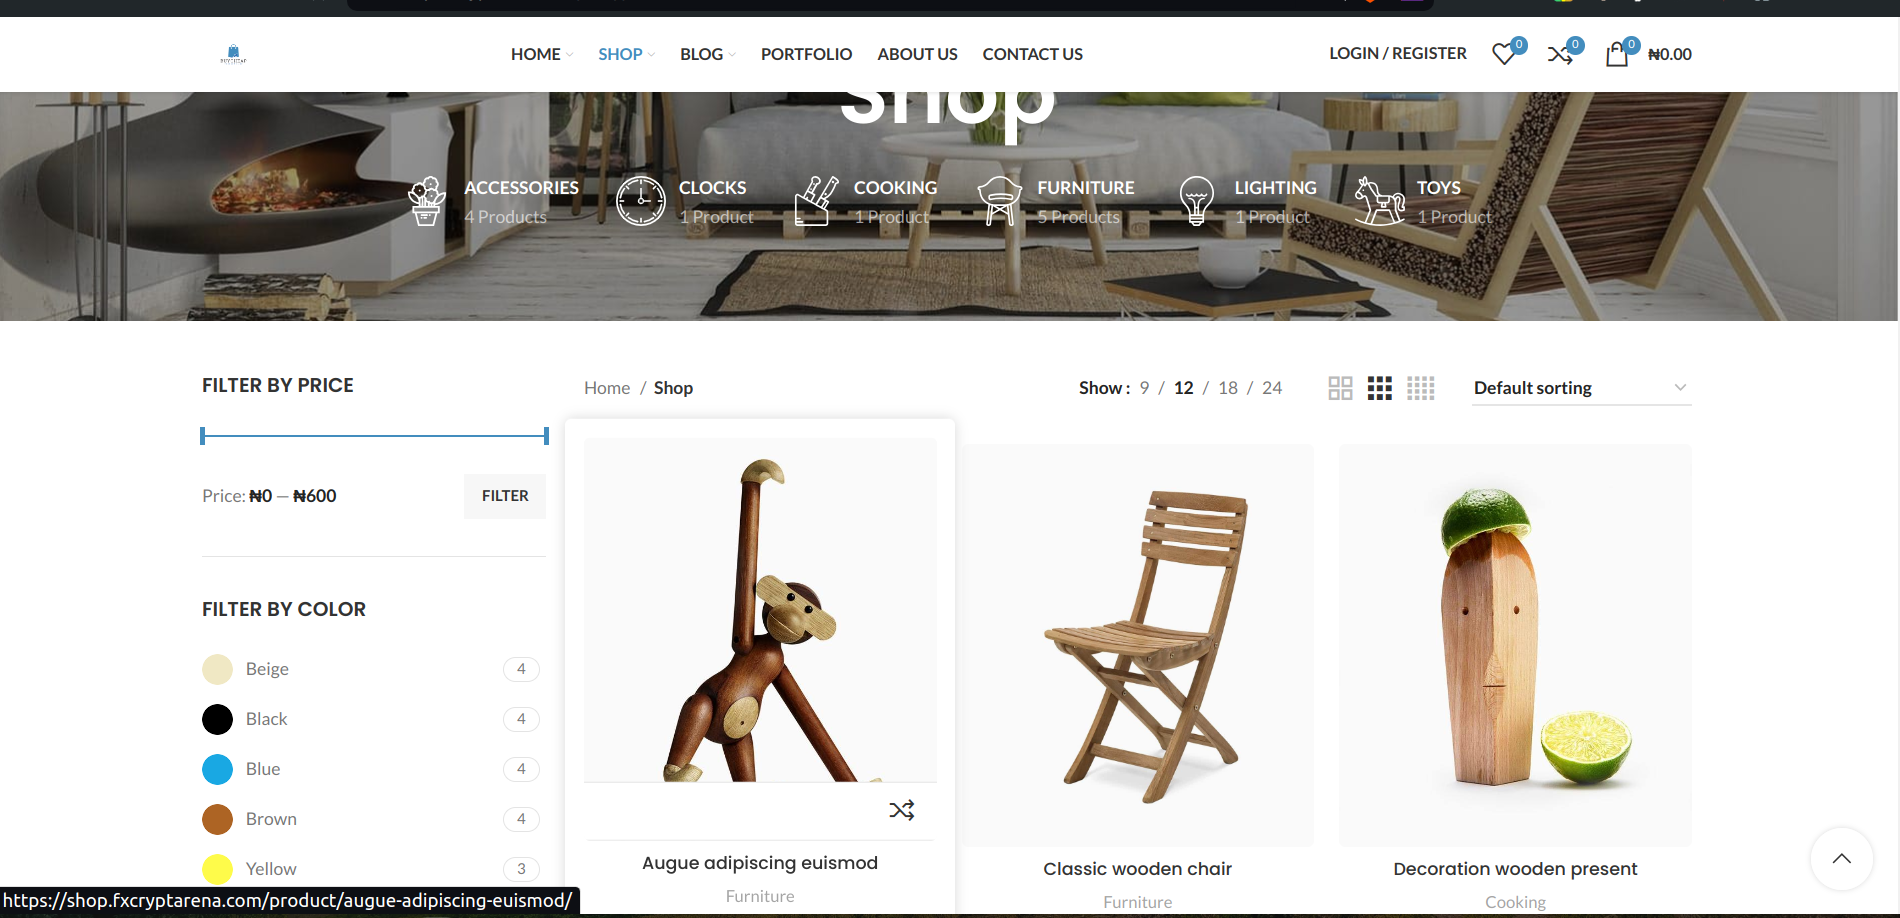 HOME SHOP BLOG PORTFOLIO ABOUT US CONTACT US LOGIN / REGISTER 0 0 0 ₦0.00
Shop
ACCESSORIES CLOCKS COOKING FURNITURE LIGHTING TOYS
4 Products 1 Product 1 Product 5 Products 1 Product 1 Product
FILTER BY PRICE
Home / Shop Show : 9 / 12 / 18 / 24 Default sorting
Price: ₦0 — ₦600 FILTER
FILTER BY COLOR
Beige 4
Black 4
Blue 4
Brown 4
Yellow 3
Augue adipiscing euismod Classic wooden chair Decoration wooden present
Furniture Furniture Cooking
https://shop.fxcryptarena.com/product/augue-adipiscing-euismod/